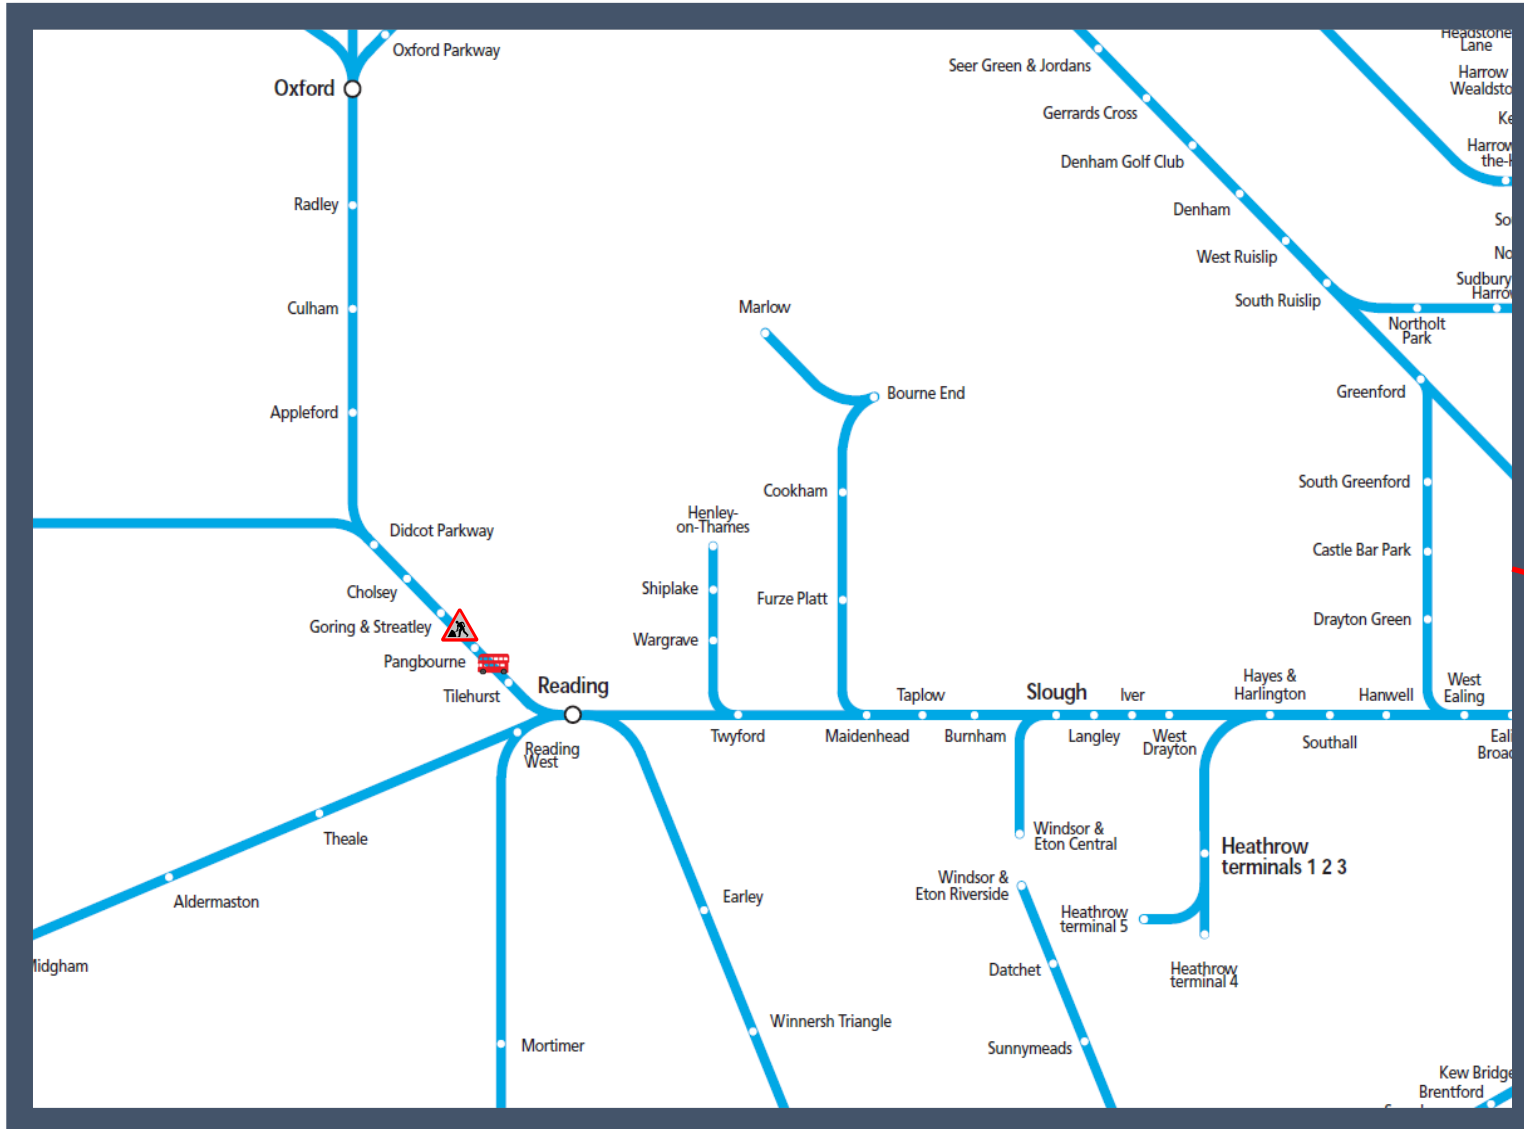 Oxford Parkway
Oxford
Radley
Culham
Appleford
Didcot Parkway
Cholsey
Goring & Streatley
Pangbourne
Tilehurst
Reading
Reading
West
Theale
Aldermaston
Mortimer
Earley
Winnersh Triangle
Henley-
on-Thames
Shiplake
Wargrave
Twyford
Marlow
Bourne End
Cookham
Furze Platt
Maidenhead
Taplow
Burnham
Slough
Langley
Iver
West
Drayton
Hayes &
Harlington
Southall
Hanwell
West
Ealing
Windsor &
Eton Central
Windsor &
Eton Riverside
Datchet
Sunnymeads
Heathrow
terminals 1 2 3
Heathrow
terminal 5
Heathrow
terminal 4
Seer Green & Jordans
Gerrards Cross
Denham Golf Club
Denham
West Ruislip
South Ruislip
Northolt
Park
Greenford
South Greenford
Castle Bar Park
Drayton Green
Headstone
Lane
Harrow
Sudbury
Kew Bridge
Brentford